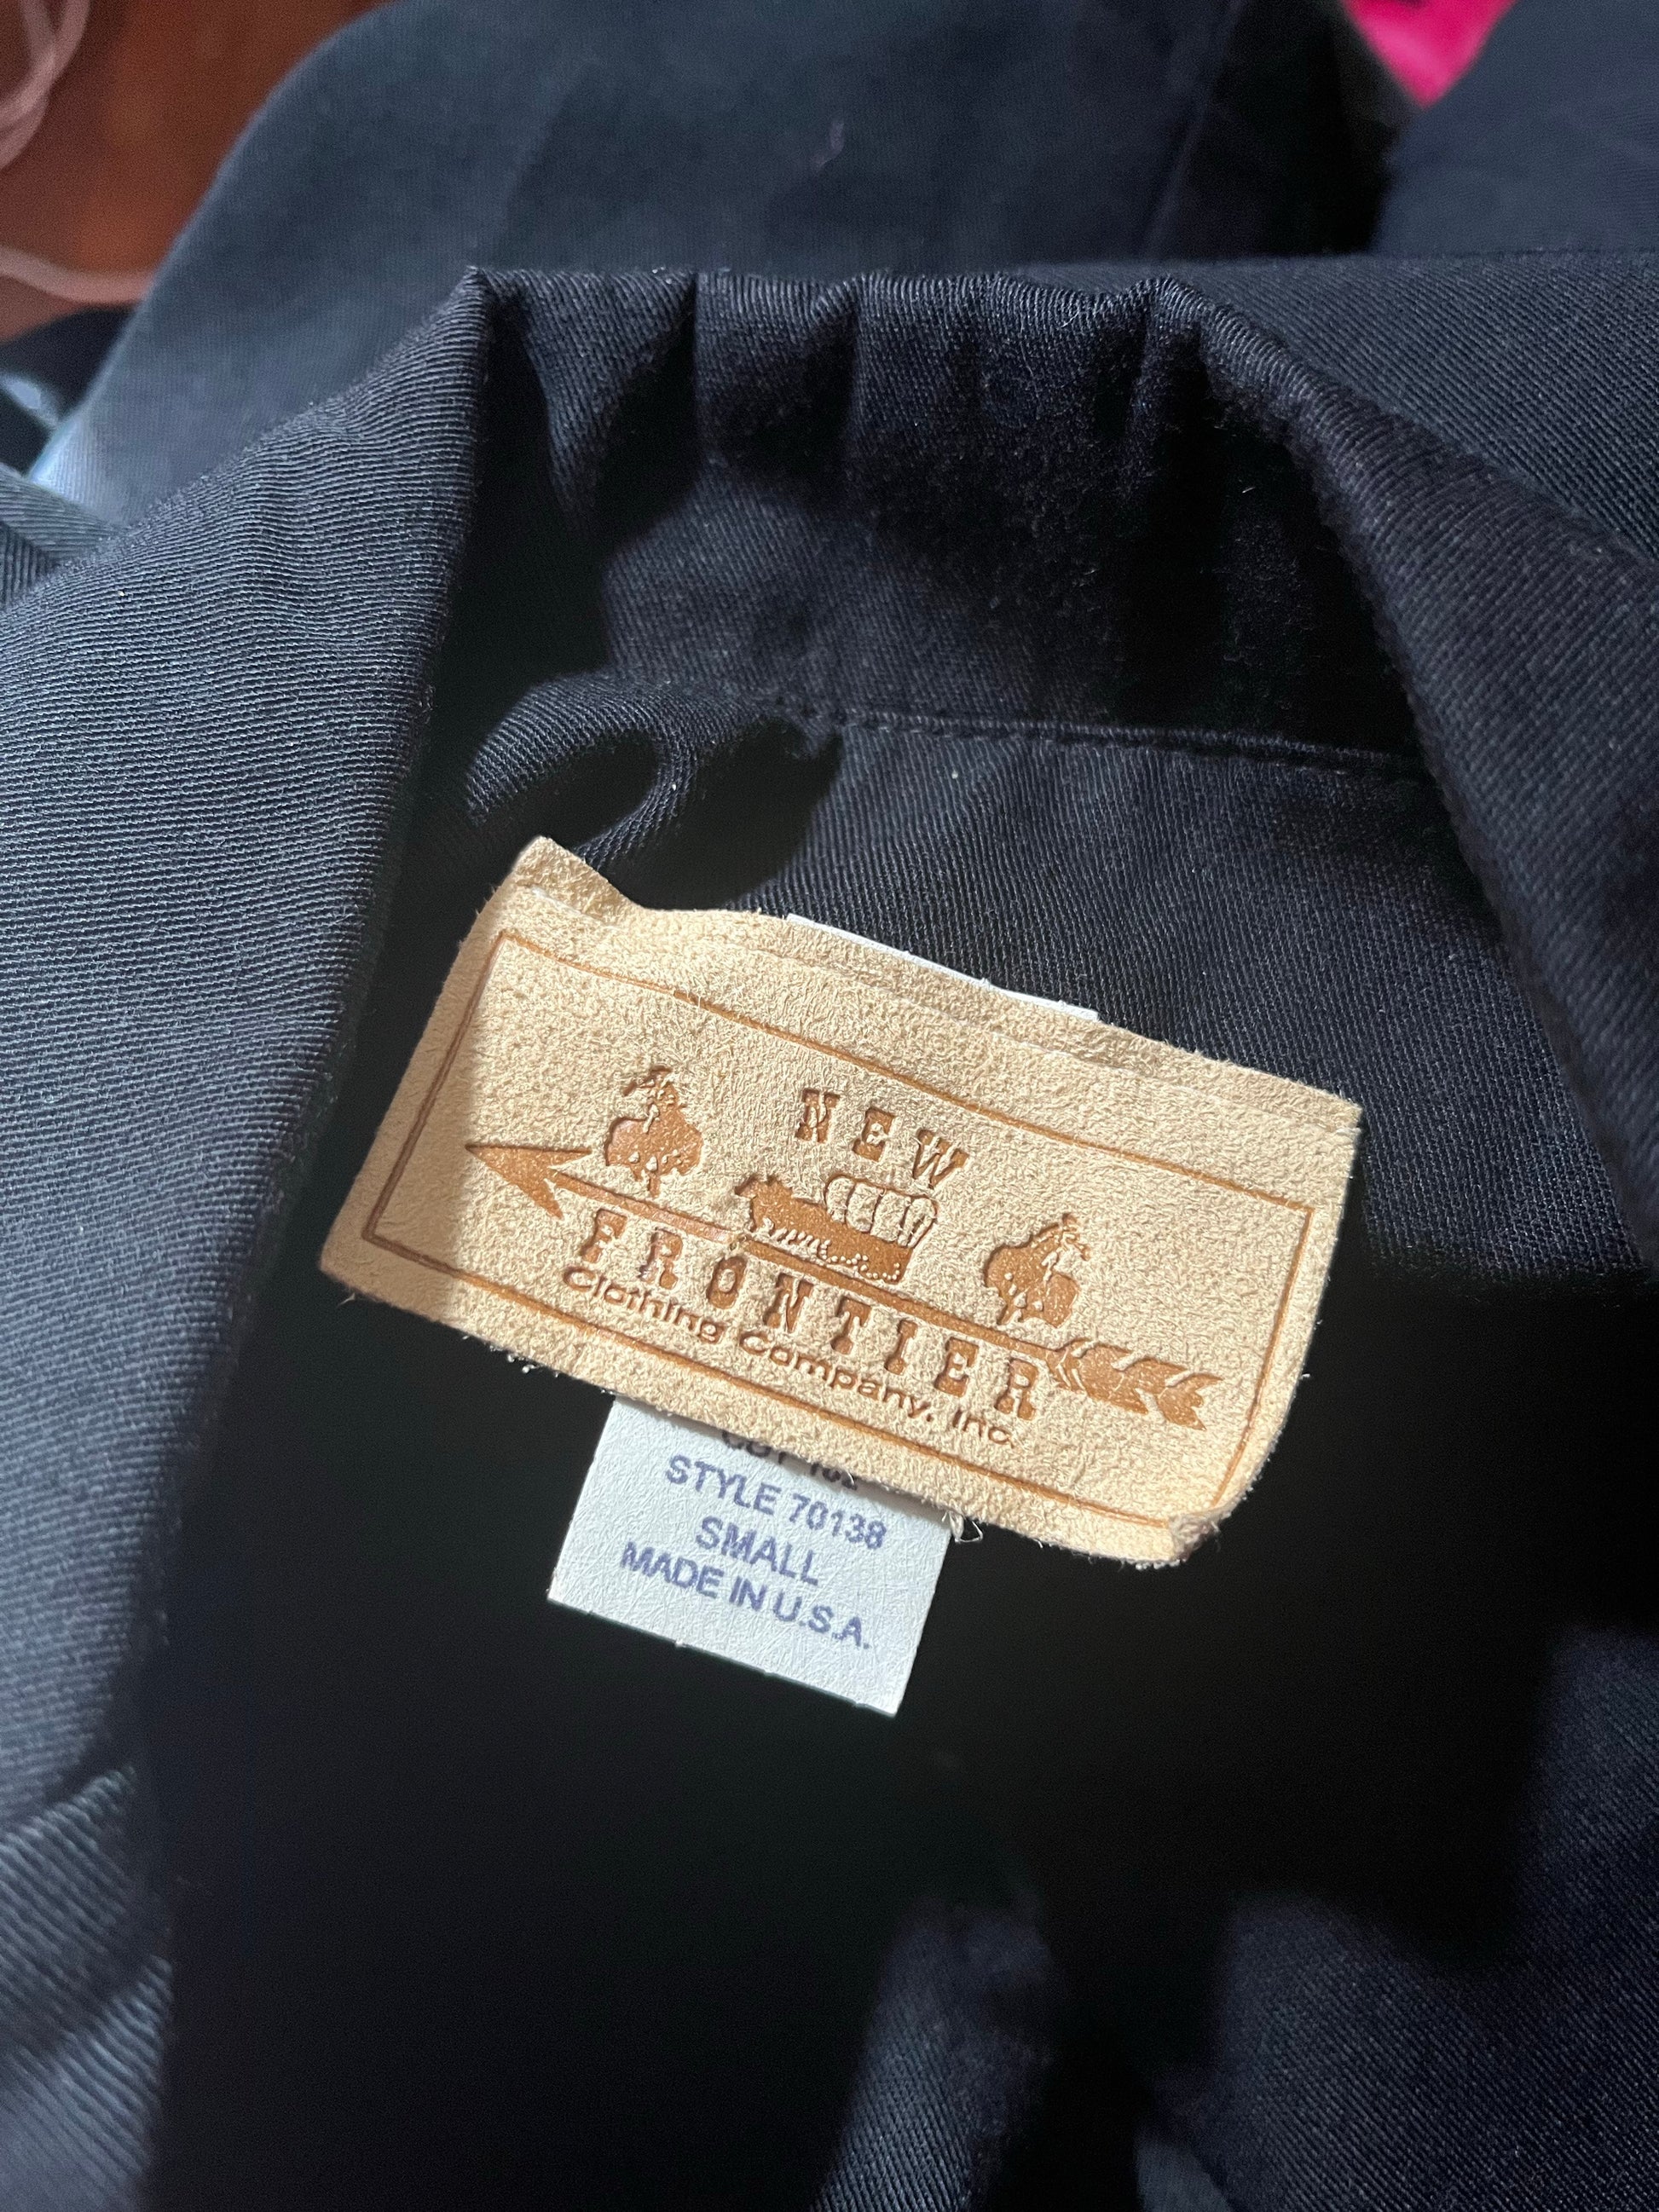 NEW
FRONTIER
Clothing Company, Inc.
STYLE 70138
SMALL
MADE IN U.S.A.